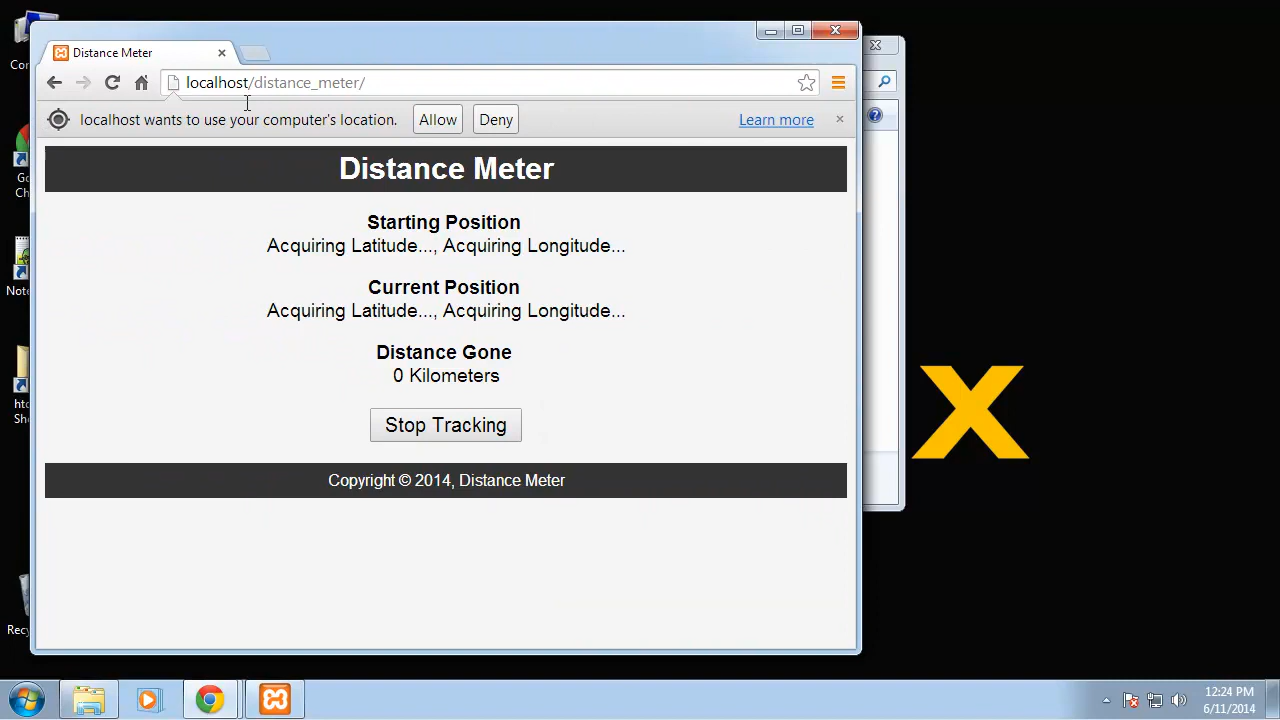 Distance Meter
localhost/distance_meter/
localhost wants to use your computer's location. Allow Deny Learn more
Distance Meter
Starting Position
Acquiring Latitude..., Acquiring Longitude...
Current Position
Acquiring Latitude..., Acquiring Longitude...
Distance Gone
0 Kilometers
Stop Tracking
Copyright © 2014, Distance Meter
X
12:24 PM
6/11/2014